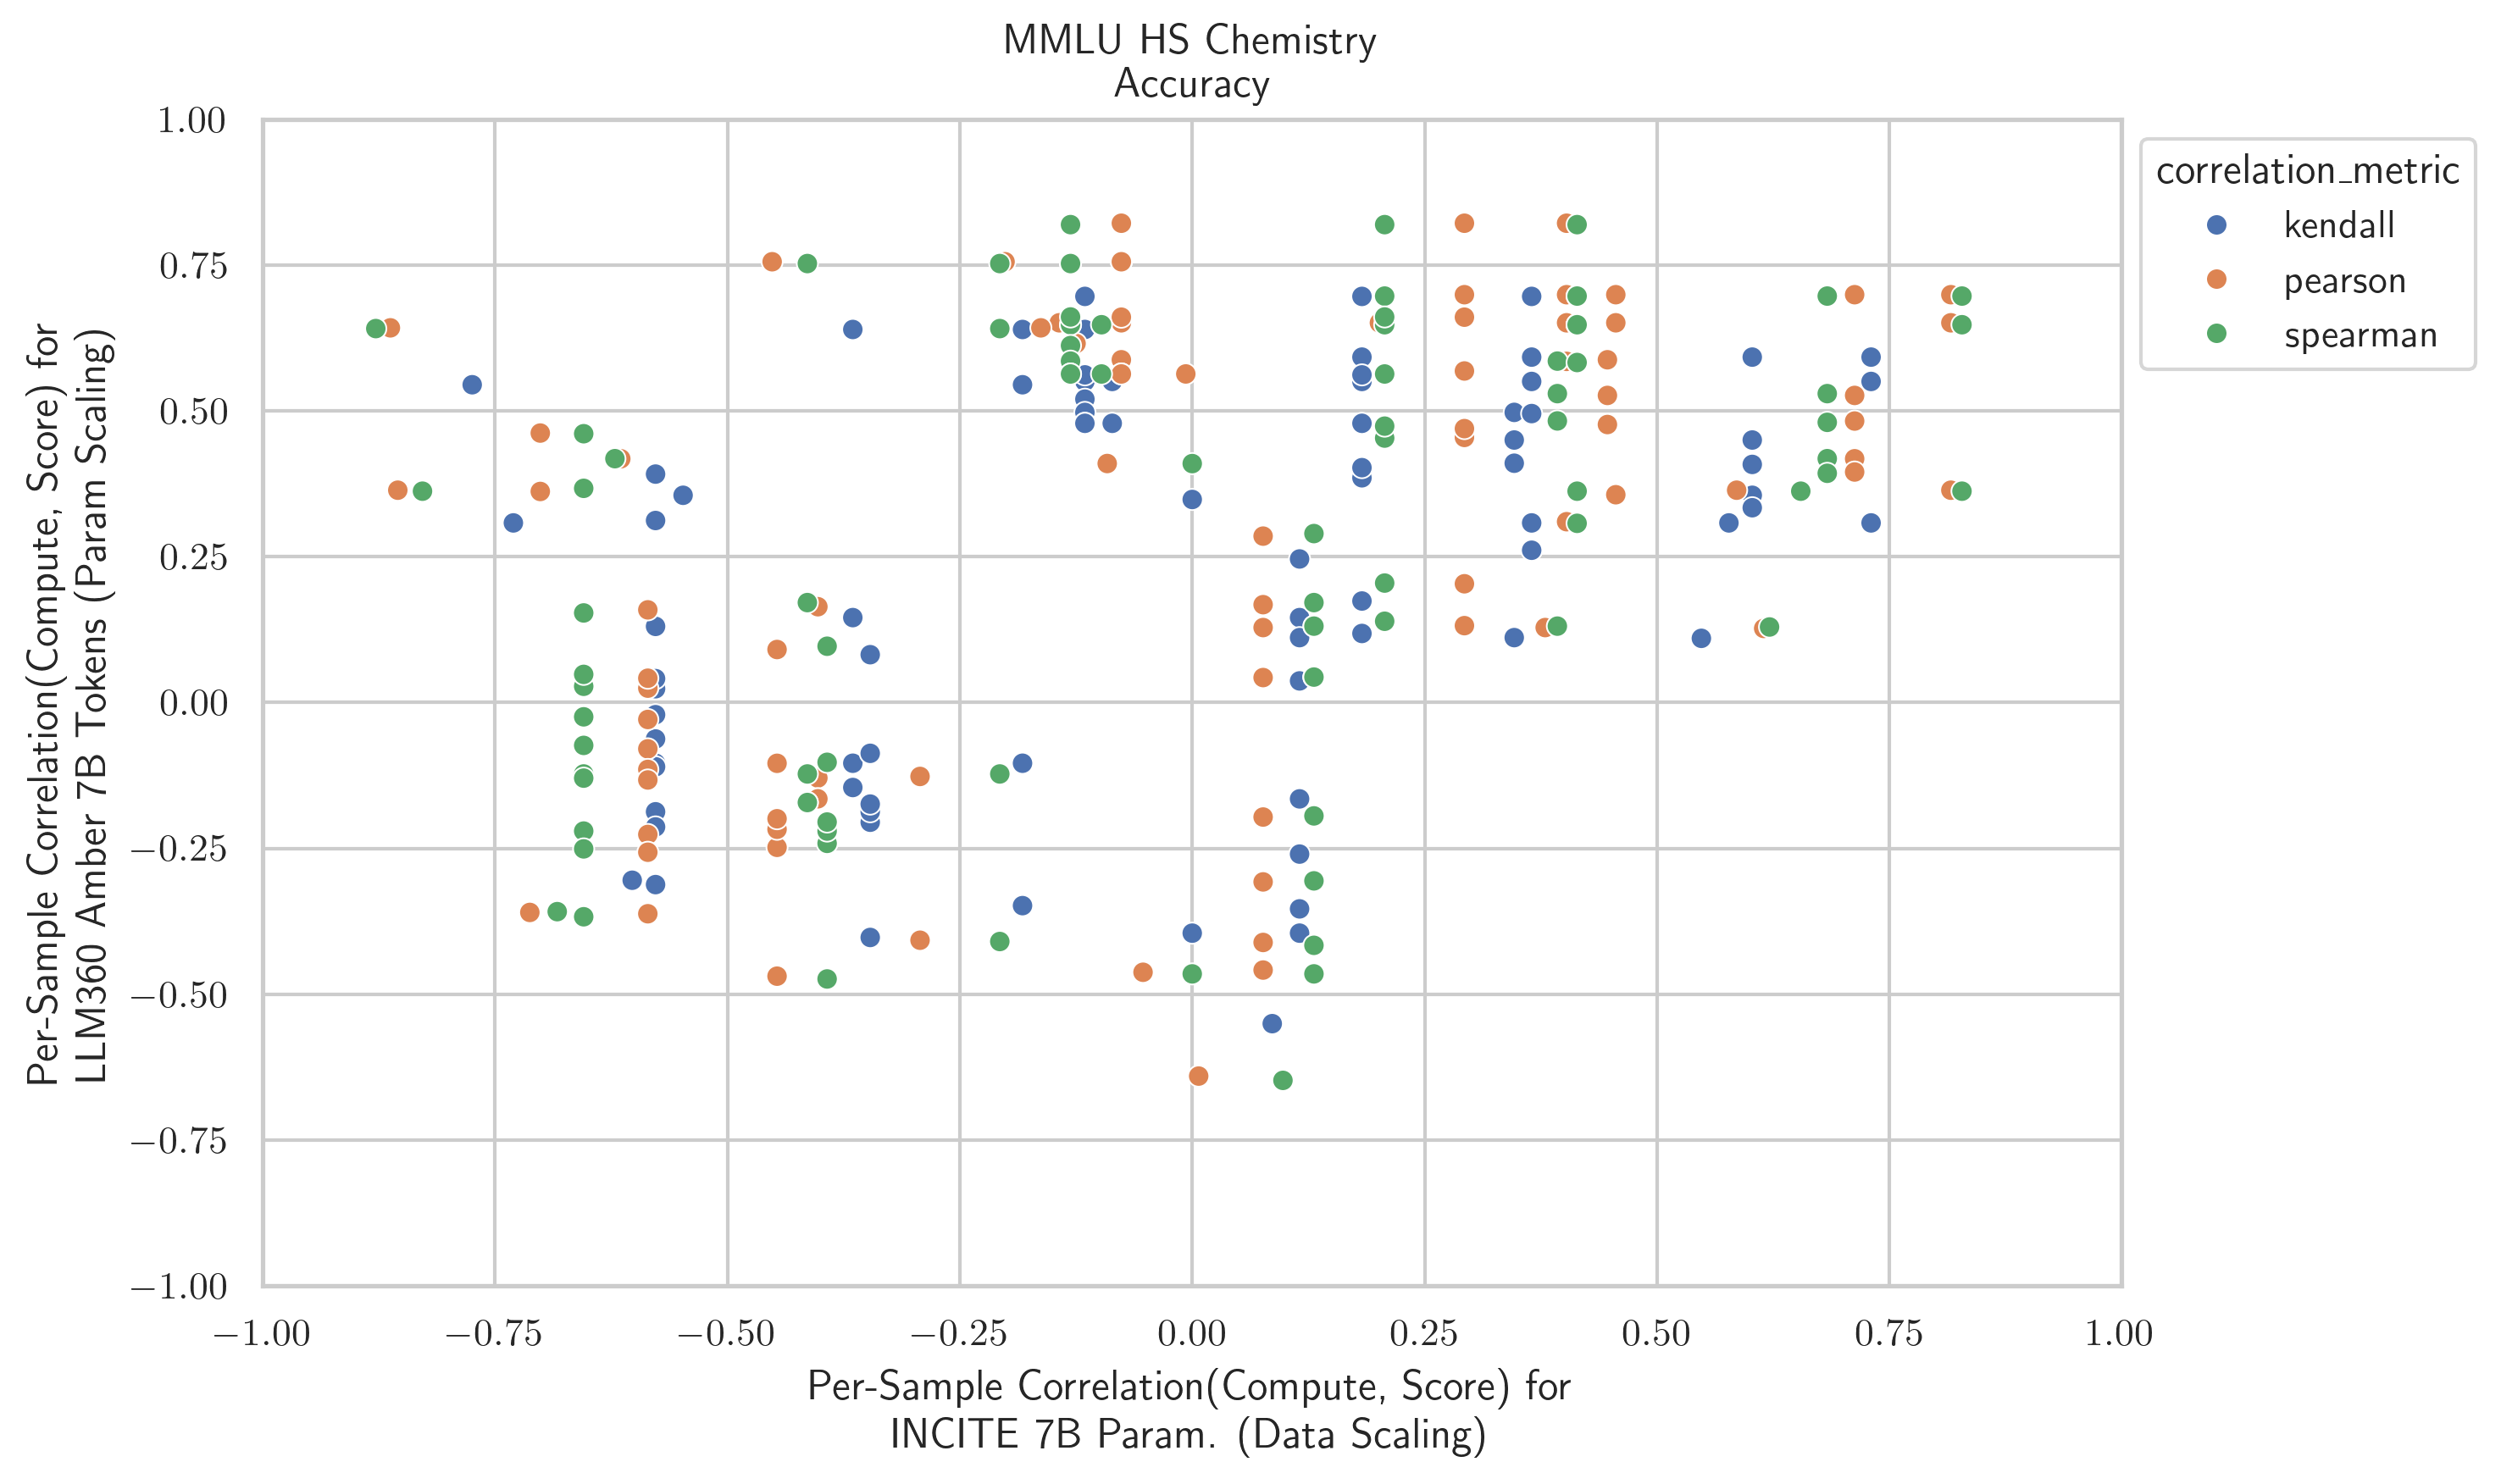 MMLU HS Chemistry
Accuracy
Per-Sample Correlation(Compute, Score) for
LLM360 Amber 7B Tokens (Param Scaling)
1.00
0.75
0.50
0.25
0.00
−0.25
−0.50
−0.75
−1.00
−1.00
−0.75
−0.50
−0.25
0.00
0.25
0.50
0.75
1.00
Per-Sample Correlation(Compute, Score) for
INCITE 7B Param. (Data Scaling)
correlation_metric
kendall
pearson
spearman